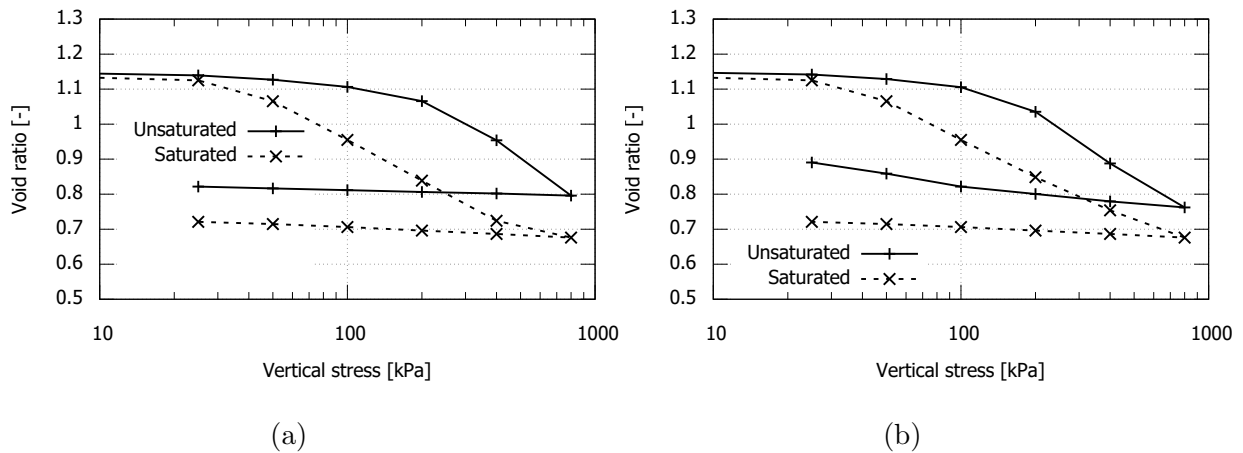 1.3
1.2
1.1
1
0.9
0.8
0.7
0.6
0.5
Void ratio [-]
Unsaturated
Saturated
10
100
1000
Vertical stress [kPa]
(a)
1.3
1.2
1.1
1
0.9
0.8
0.7
0.6
0.5
Void ratio [-]
Unsaturated
Saturated
10
100
1000
Vertical stress [kPa]
(b)